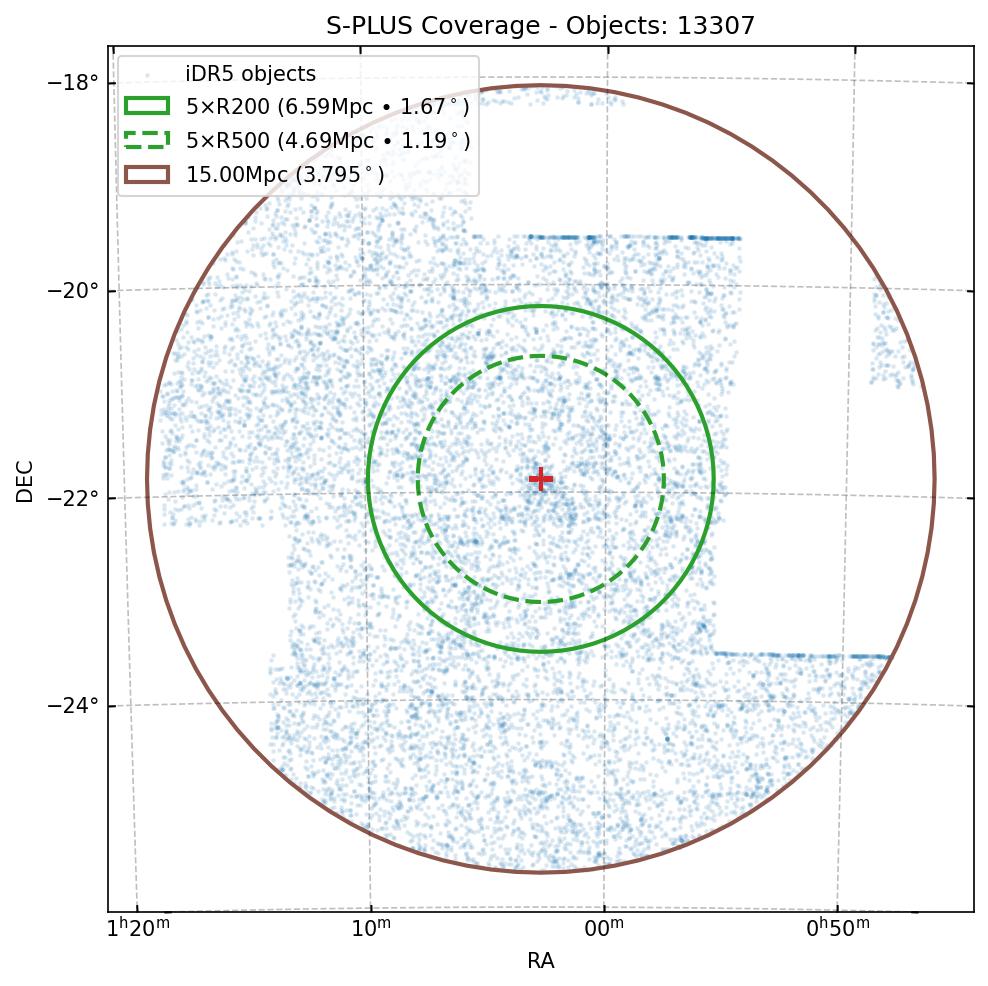 S-PLUS Coverage - Objects: 13307
iDR5 objects
5×R200 (6.59Mpc • 1.67°)
5×R500 (4.69Mpc • 1.19°)
15.00Mpc (3.795°)
−18°
−20°
−22°
−24°
DEC
1ʰ20ᵐ 10ᵐ 00ᵐ 0ʰ50ᵐ
RA